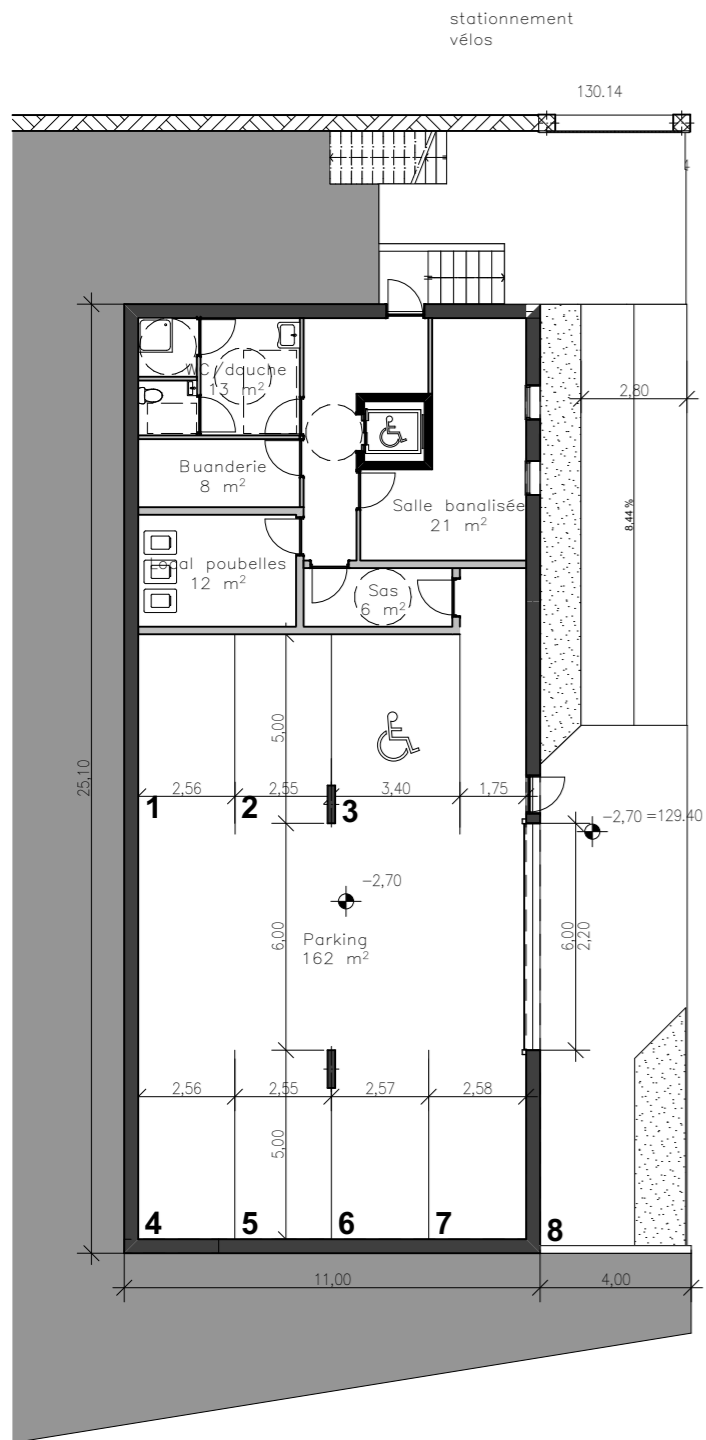 stationnement
vélos
130.14
4
WC/douche
13 m²
2,80
Buanderie
8 m²
Salle banalisée
21 m²
8,44 %
Local poubelles
12 m²
Sas
6 m²
5,00
25,10
2,56
2,55
3,40
1,75
1
2
3
-2,70 =129.40
-2,70
6,00
Parking
162 m²
6,00
2,20
2,56
2,55
2,57
2,58
5,00
4
5
6
7
8
11,00
4,00